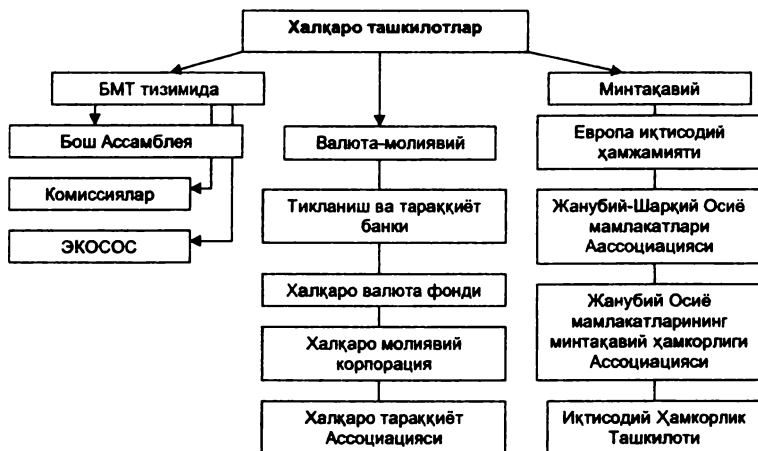 Халқаро ташкилотлар
БМТ тизимида
Бош Ассамблея
Комиссиялар
ЭКОСОС
Валюта-молиявий
Тикланиш ва тараққиёт
банки
Халқаро валюта фонди
Халқаро молиявий
корпорация
Халқаро тараққиёт
Ассоциацияси
Минтақавий
Европа иқтисодий
ҳамжамияти
Жанубий-Шарқий Осиё
мамлакатлари
Аассоциацияси
Жанубий Осиё
мамлакатларининг
минтақавий ҳамкорлиги
Ассоциацияси
Иқтисодий Ҳамкорлик
Ташкилоти